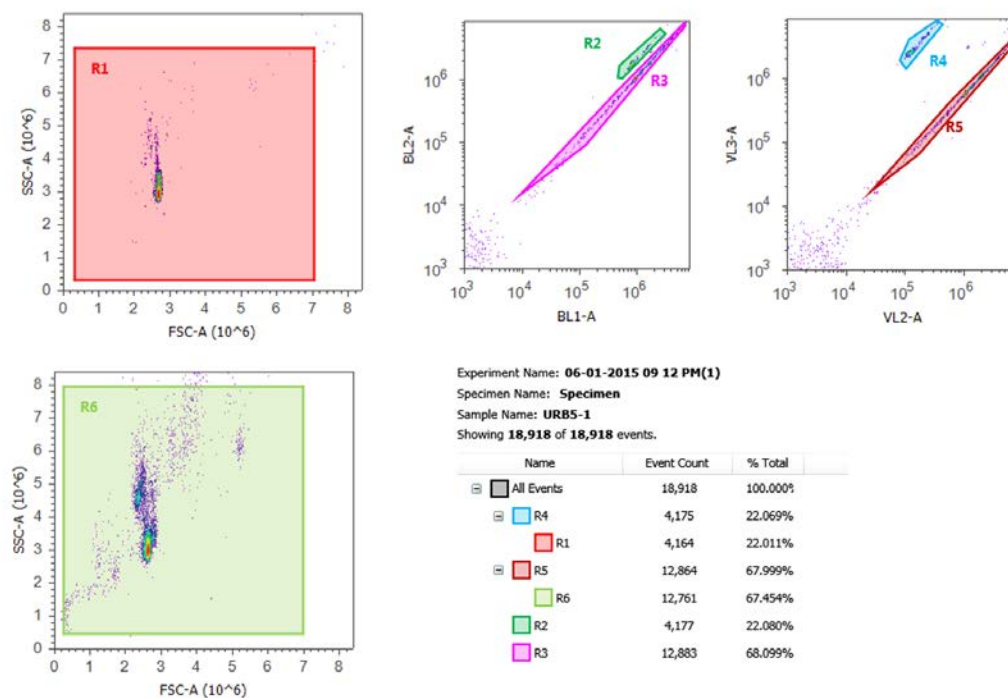 8
7
6
5
4
3
2
1
0
SSC-A (10^6)
R1
0 1 2 3 4 5 6 7 8
FSC-A (10^6)
10^6
10^5
10^4
10^3
BL2-A
R2
R3
10^3 10^4 10^5 10^6
BL1-A
10^6
10^5
10^4
10^3
VL3-A
R4
R5
10^3 10^4 10^5 10^6
VL2-A
8
7
6
5
4
3
2
1
0
SSC-A (10^6)
R6
0 1 2 3 4 5 6 7 8
FSC-A (10^6)
Experiment Name: 06-01-2015 09 12 PM(1)
Specimen Name: Specimen
Sample Name: URB5-1
Showing 18,918 of 18,918 events.
Name Event Count % Total
All Events 18,918 100.000%
R4 4,175 22.069%
R1 4,164 22.011%
R5 12,864 67.999%
R6 12,761 67.454%
R2 4,177 22.080%
R3 12,883 68.099%